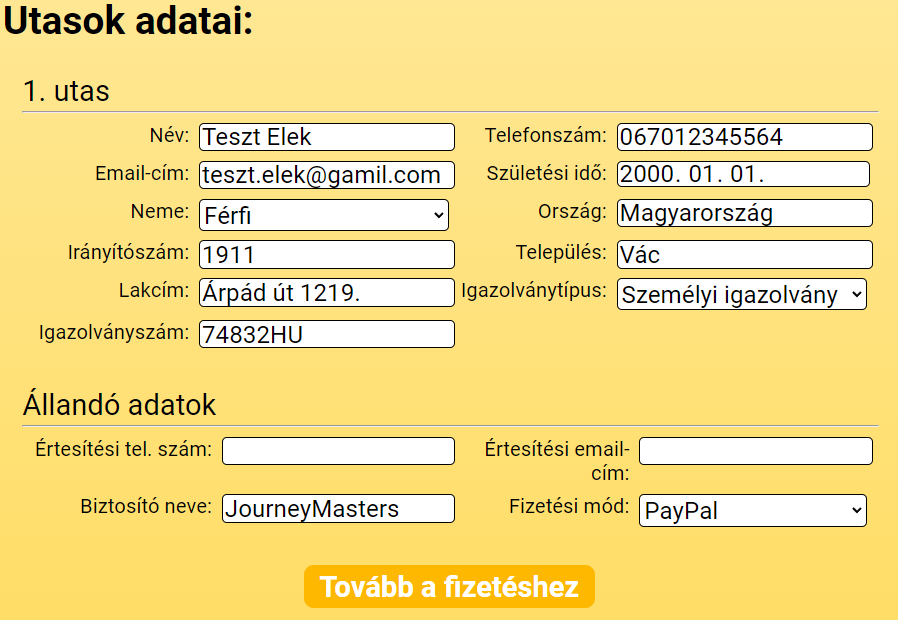 Utasok adatai:
1. utas
Név: Teszt Elek Telefonszám: 067012345564
Email-cím: teszt.elek@gamil.com Születési idő: 2000. 01. 01.
Neme: Férfi Ország: Magyarország
Irányítószám: 1911 Település: Vác
Lakcím: Árpád út 1219. Igazolványtípus: Személyi igazolvány
Igazolványszám: 74832HU
Állandó adatok
Értesítési tel. szám: Értesítési email-
cím:
Biztosító neve: JourneyMasters Fizetési mód: PayPal
Tovább a fizetéshez